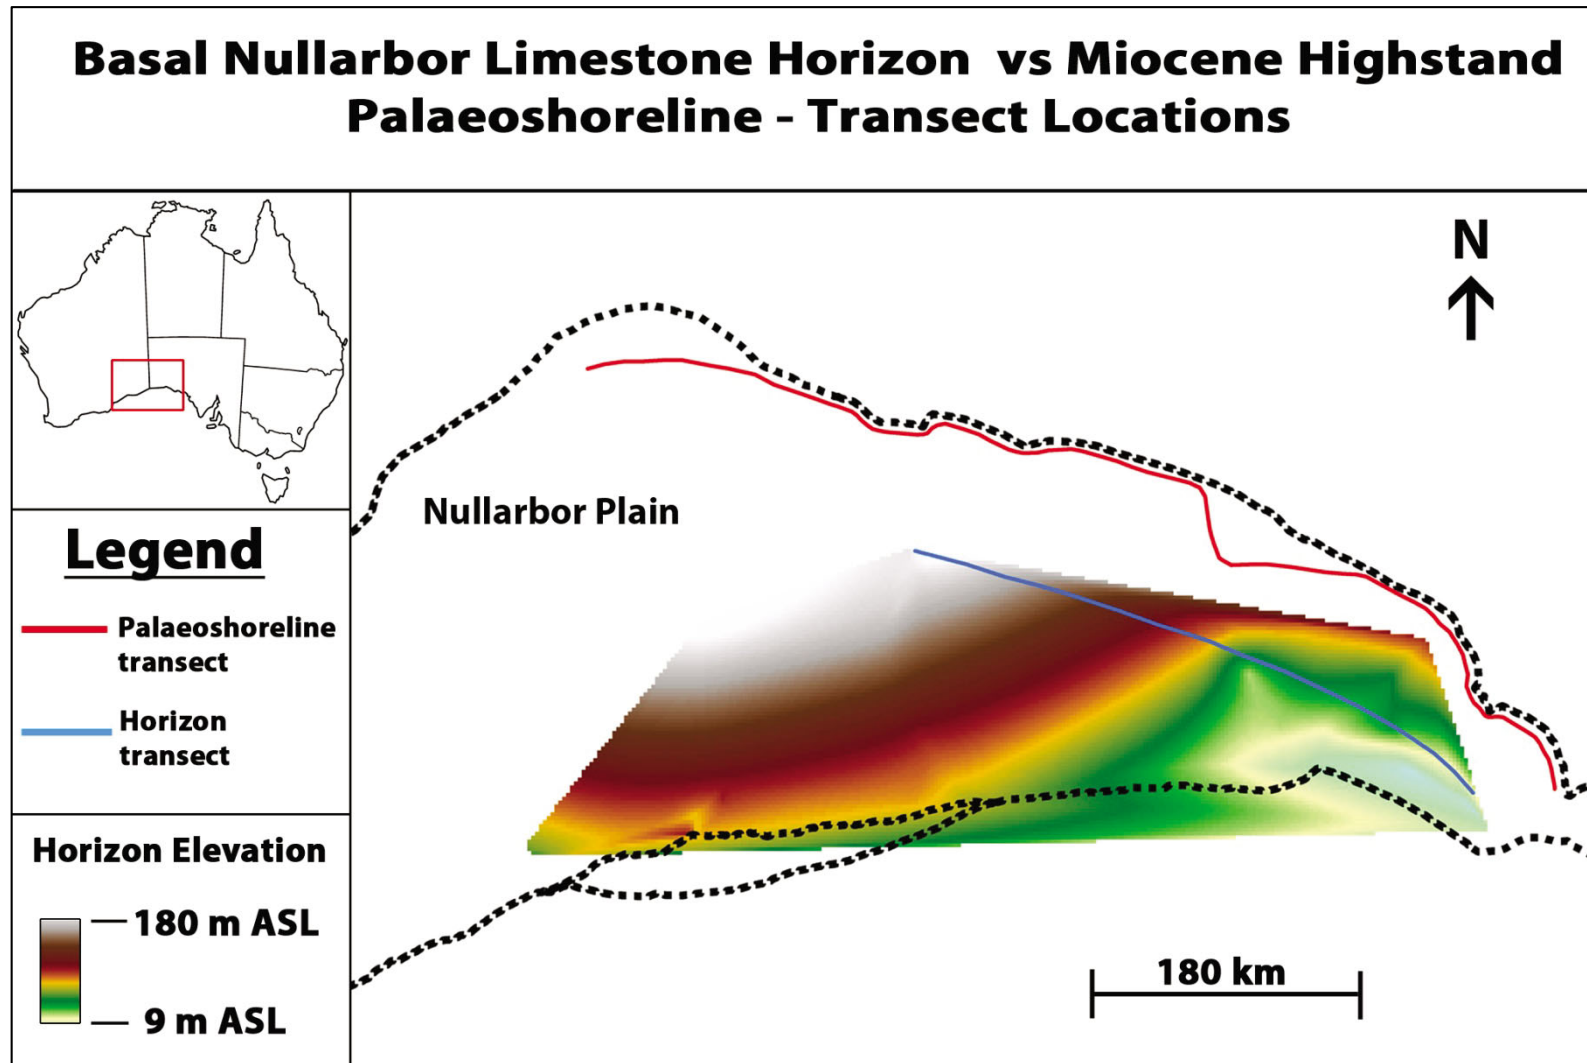 Basal Nullarbor Limestone Horizon vs Miocene Highstand
Palaeoshoreline - Transect Locations
N
Nullarbor Plain
Legend
Palaeoshoreline
transect
Horizon
transect
Horizon Elevation
180 m ASL
9 m ASL
180 km